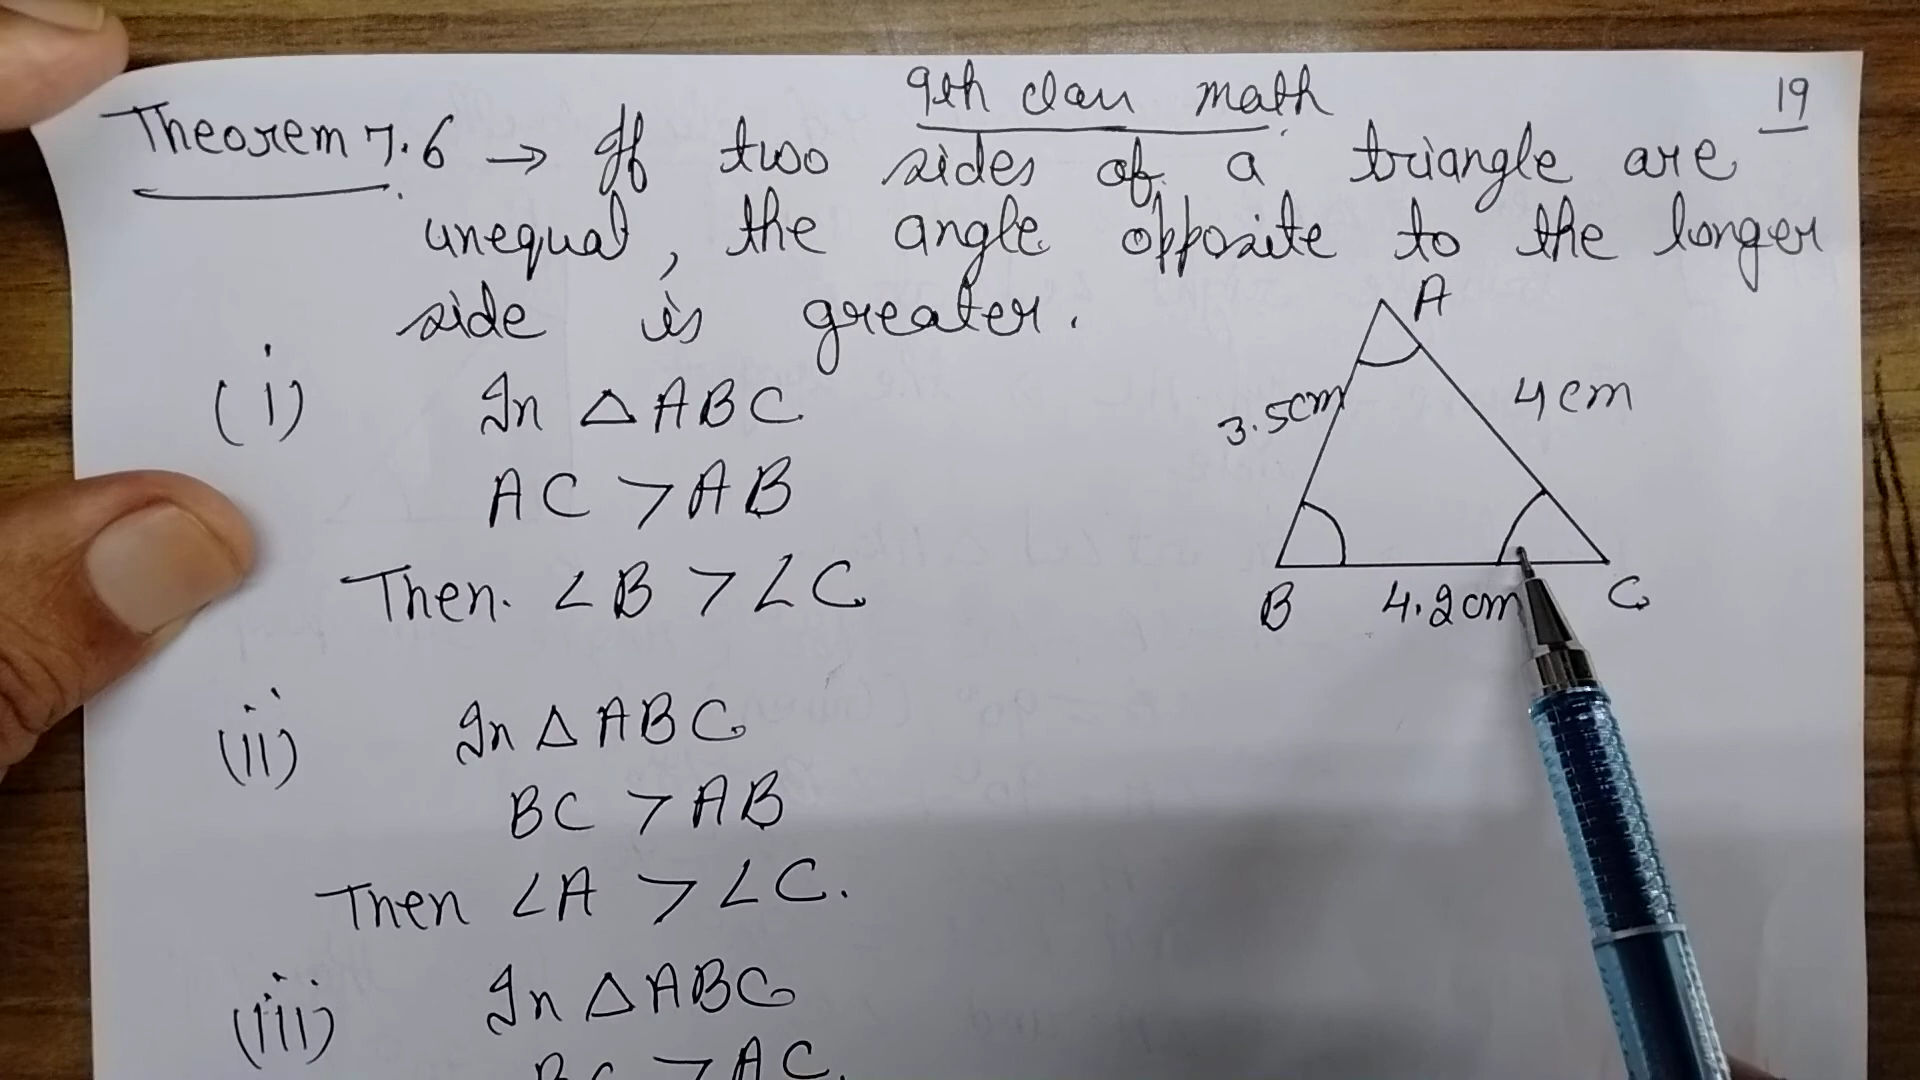 9th class math
19
Theorem 7.6 → If two sides of a triangle are
unequal, the angle opposite to the longer
side is greater.
A
3.5cm
4cm
B
4.2cm
C
(i) In △ABC
AC > AB
Then. ∠B > ∠C
(ii) In △ABC
BC > AB
Then ∠A > ∠C.
(iii) In △ABC
BC > AC.